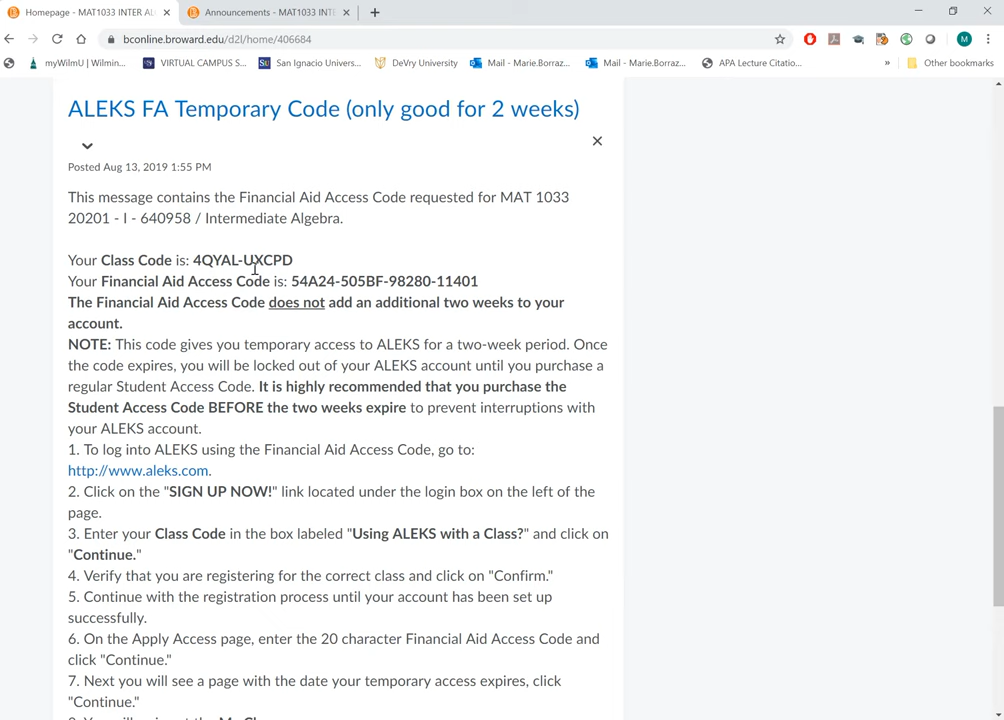 Homepage - MAT1033 INTER AL
Announcements - MAT1033 INTE
bconline.broward.edu/d2l/home/406684
M
myWilmU | Wilmin...
VIRTUAL CAMPUS S...
San Ignacio Univers...
DeVry University
Mail - Marie.Borraz...
Mail - Marie.Borraz...
APA Lecture Citatio...
»
Other bookmarks
ALEKS FA Temporary Code (only good for 2 weeks)
Posted Aug 13, 2019 1:55 PM
This message contains the Financial Aid Access Code requested for MAT 1033
20201 - I - 640958 / Intermediate Algebra.
Your Class Code is: 4QYAL-UXCPD
Your Financial Aid Access Code is: 54A24-505BF-98280-11401
The Financial Aid Access Code does not add an additional two weeks to your
account.
NOTE: This code gives you temporary access to ALEKS for a two-week period. Once
the code expires, you will be locked out of your ALEKS account until you purchase a
regular Student Access Code. It is highly recommended that you purchase the
Student Access Code BEFORE the two weeks expire to prevent interruptions with
your ALEKS account.
1. To log into ALEKS using the Financial Aid Access Code, go to:
http://www.aleks.com.
2. Click on the "SIGN UP NOW!" link located under the login box on the left of the
page.
3. Enter your Class Code in the box labeled "Using ALEKS with a Class?" and click on
"Continue."
4. Verify that you are registering for the correct class and click on "Confirm."
5. Continue with the registration process until your account has been set up
successfully.
6. On the Apply Access page, enter the 20 character Financial Aid Access Code and
click "Continue."
7. Next you will see a page with the date your temporary access expires, click
"Continue."